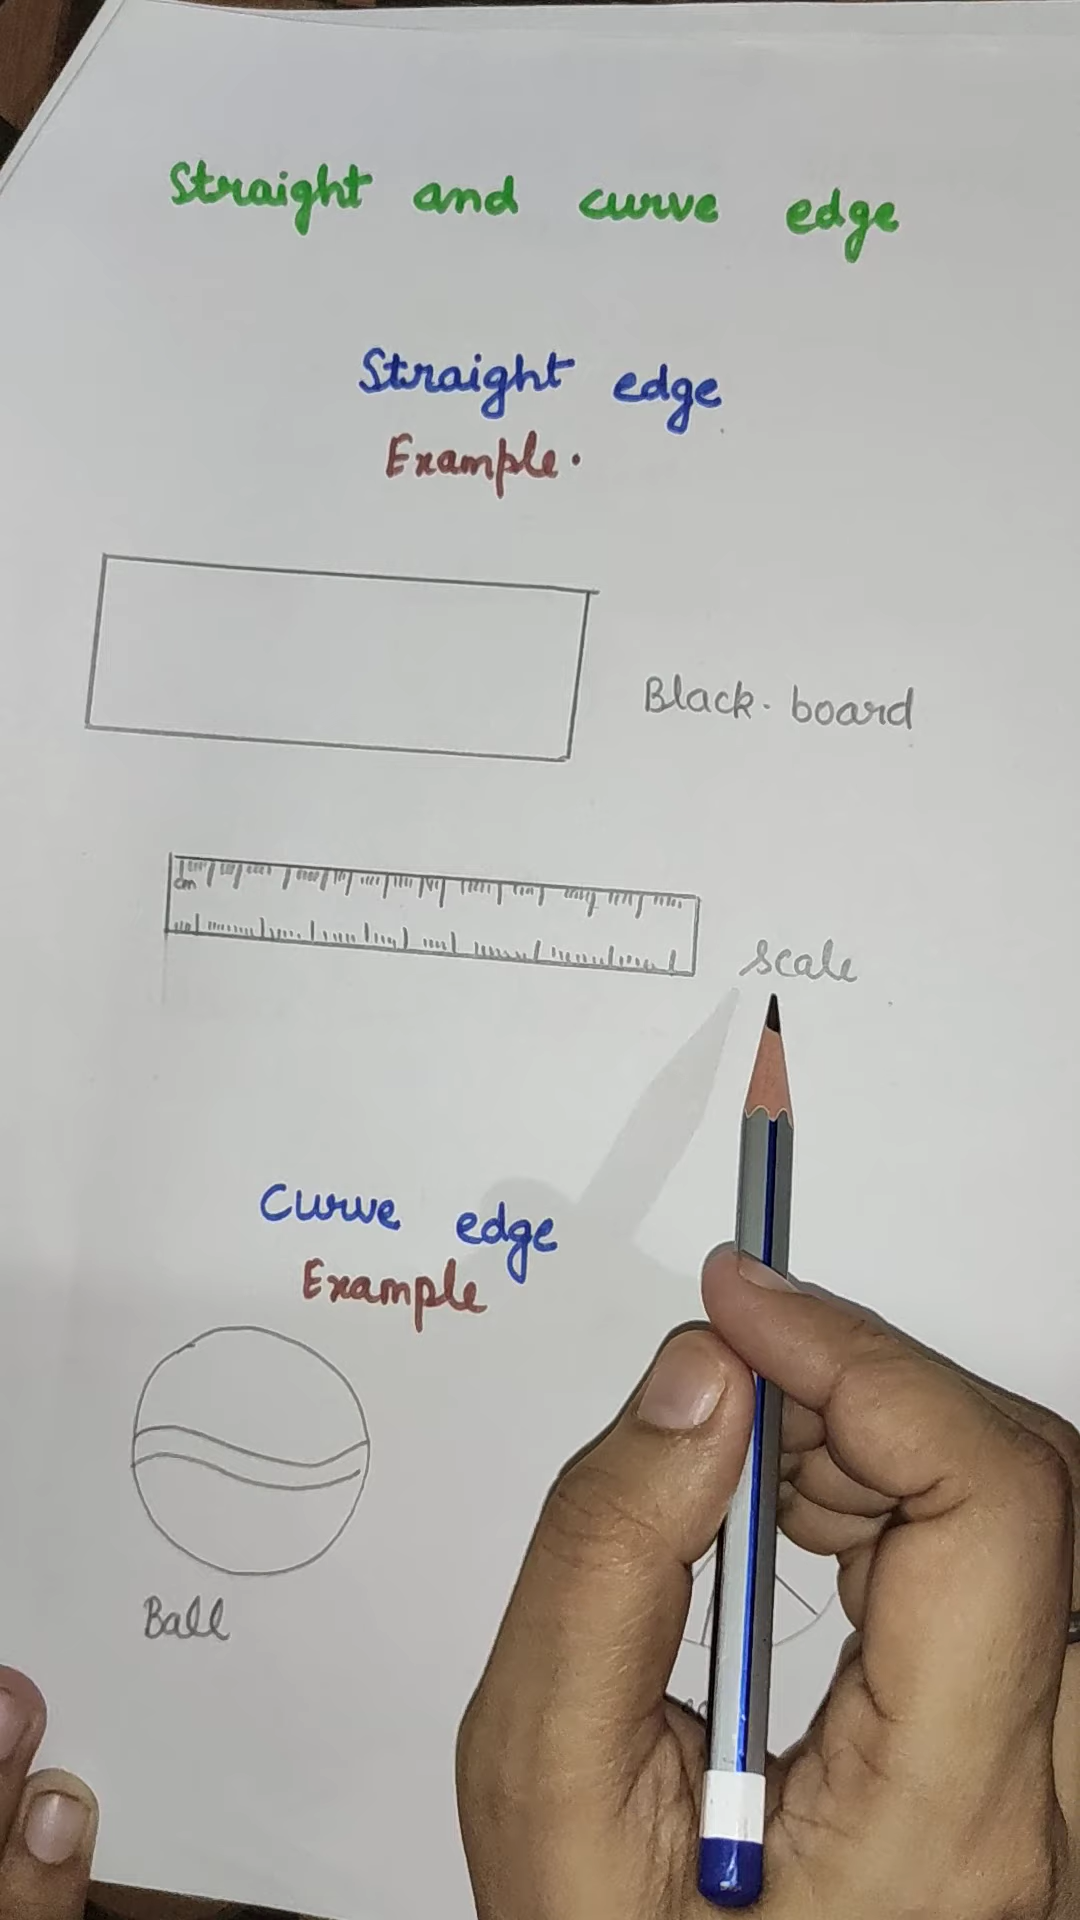 Straight and curve edge
Straight edge
Example.
Black. board
cm
scale
Curve edge
Example
Ball